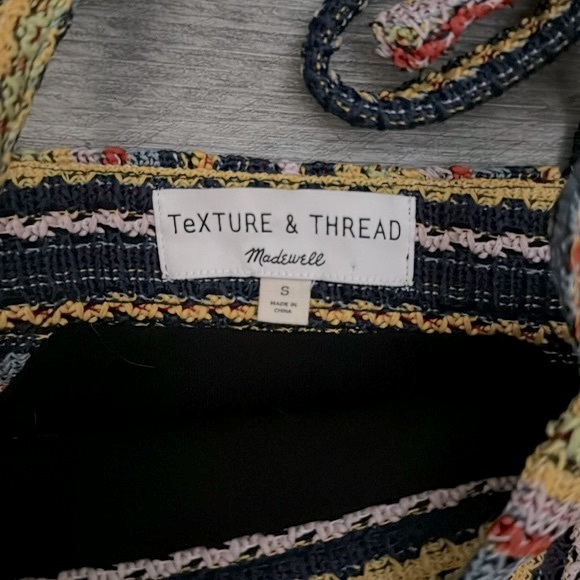 TeXTURE & THREAD
Madewell
S
MADE IN
CHINA